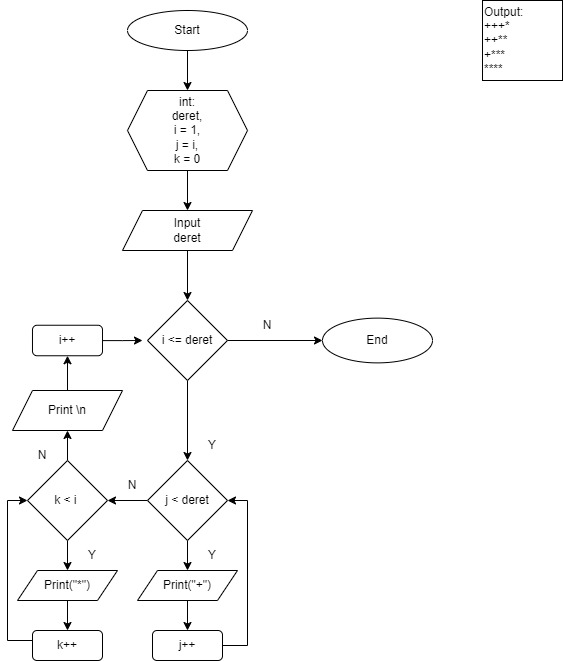 Start
Output:
+++*
++**
+***
****
int:
deret,
i = 1,
j = i,
k = 0
Input
deret
i++
i <= deret
N
End
Print \n
Y
N
N
k < i
j < deret
Y
Y
Print("*")
Print("+")
k++
j++